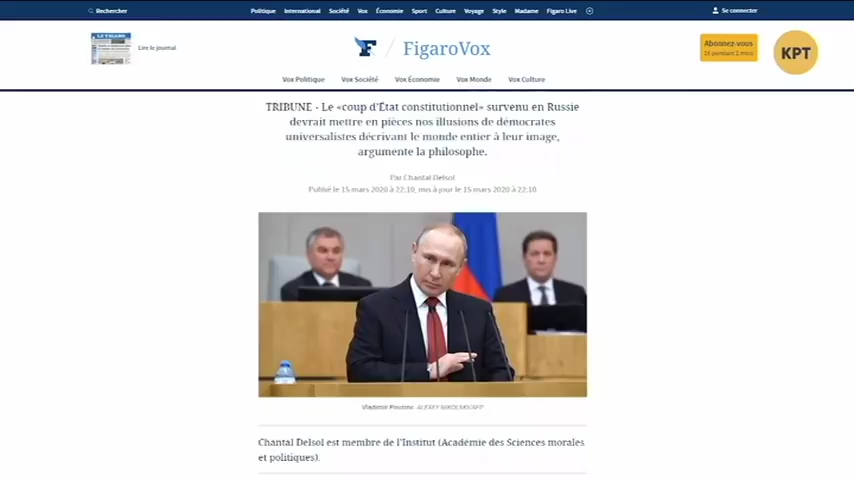 Rechercher
Politique International Société Vox Économie Sport Culture Voyage Style Madame Figaro Live
Se connecter
LE FIGARO
Lire le journal
F / FigaroVox
Abonnez-vous
1€ pendant 2 mois
KPT
Vox Politique Vox Société Vox Économie Vox Monde Vox Culture
TRIBUNE - Le «coup d'État constitutionnel» survenu en Russie
devrait mettre en pièces nos illusions de démocrates
universalistes décrivant le monde entier à leur image,
argumente la philosophe.
Par Chantal Delsol
Publié le 15 mars 2020 à 22:10, mis à jour le 15 mars 2020 à 22:10
Vladimir Poutine.
Chantal Delsol est membre de l'Institut (Académie des Sciences morales
et politiques).